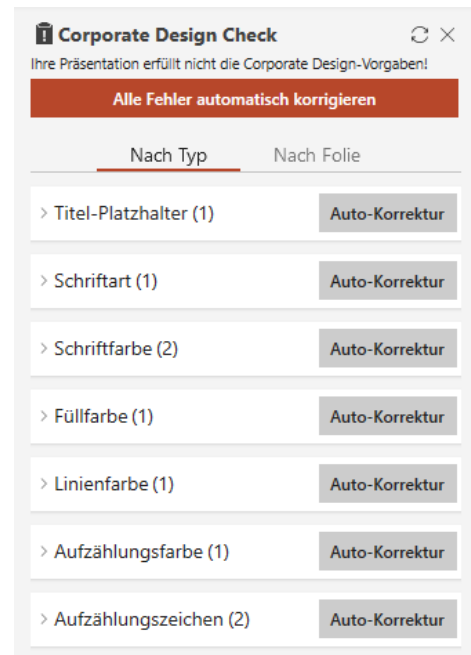 Corporate Design Check
Ihre Präsentation erfüllt nicht die Corporate Design-Vorgaben!
Alle Fehler automatisch korrigieren
Nach Typ Nach Folie
Titel-Platzhalter (1) Auto-Korrektur
Schriftart (1) Auto-Korrektur
Schriftfarbe (2) Auto-Korrektur
Füllfarbe (1) Auto-Korrektur
Linienfarbe (1) Auto-Korrektur
Aufzählungsfarbe (1) Auto-Korrektur
Aufzählungszeichen (2) Auto-Korrektur